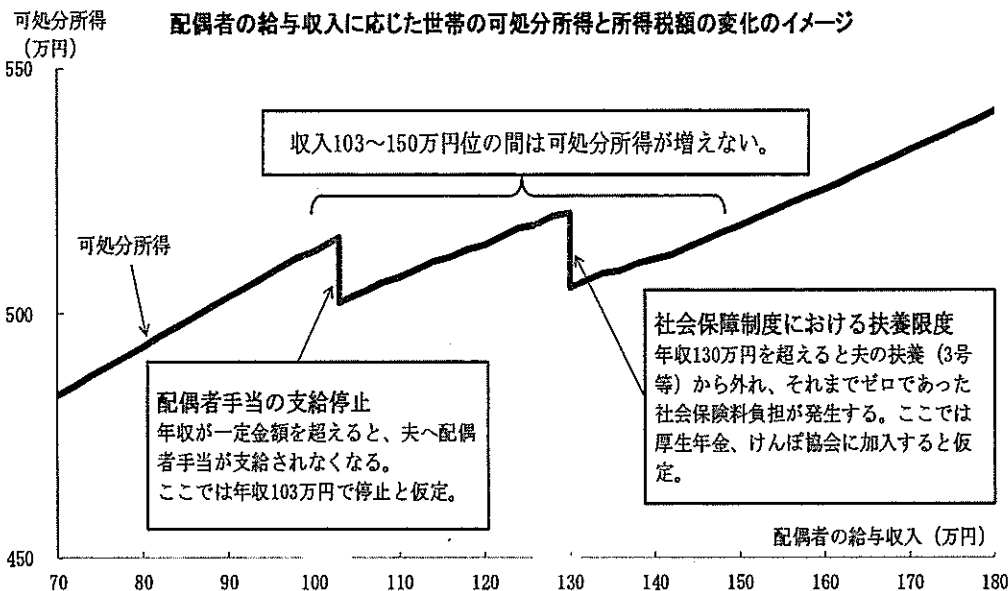 配偶者の給与収入に応じた世帯の可処分所得と所得税額の変化のイメージ
可処分所得
(万円)
550
収入103～150万円位の間は可処分所得が増えない。
可処分所得
500
配偶者手当の支給停止
年収が一定金額を超えると、夫へ配偶
者手当が支給されなくなる。
ここでは年収103万円で停止と仮定。
社会保障制度における扶養限度
年収130万円を超えると夫の扶養（3号
等）から外れ、それまでゼロであった
社会保険料負担が発生する。ここでは
厚生年金、けんぽ協会に加入すると仮
定。
配偶者の給与収入（万円）
450
70 80 90 100 110 120 130 140 150 160 170 180